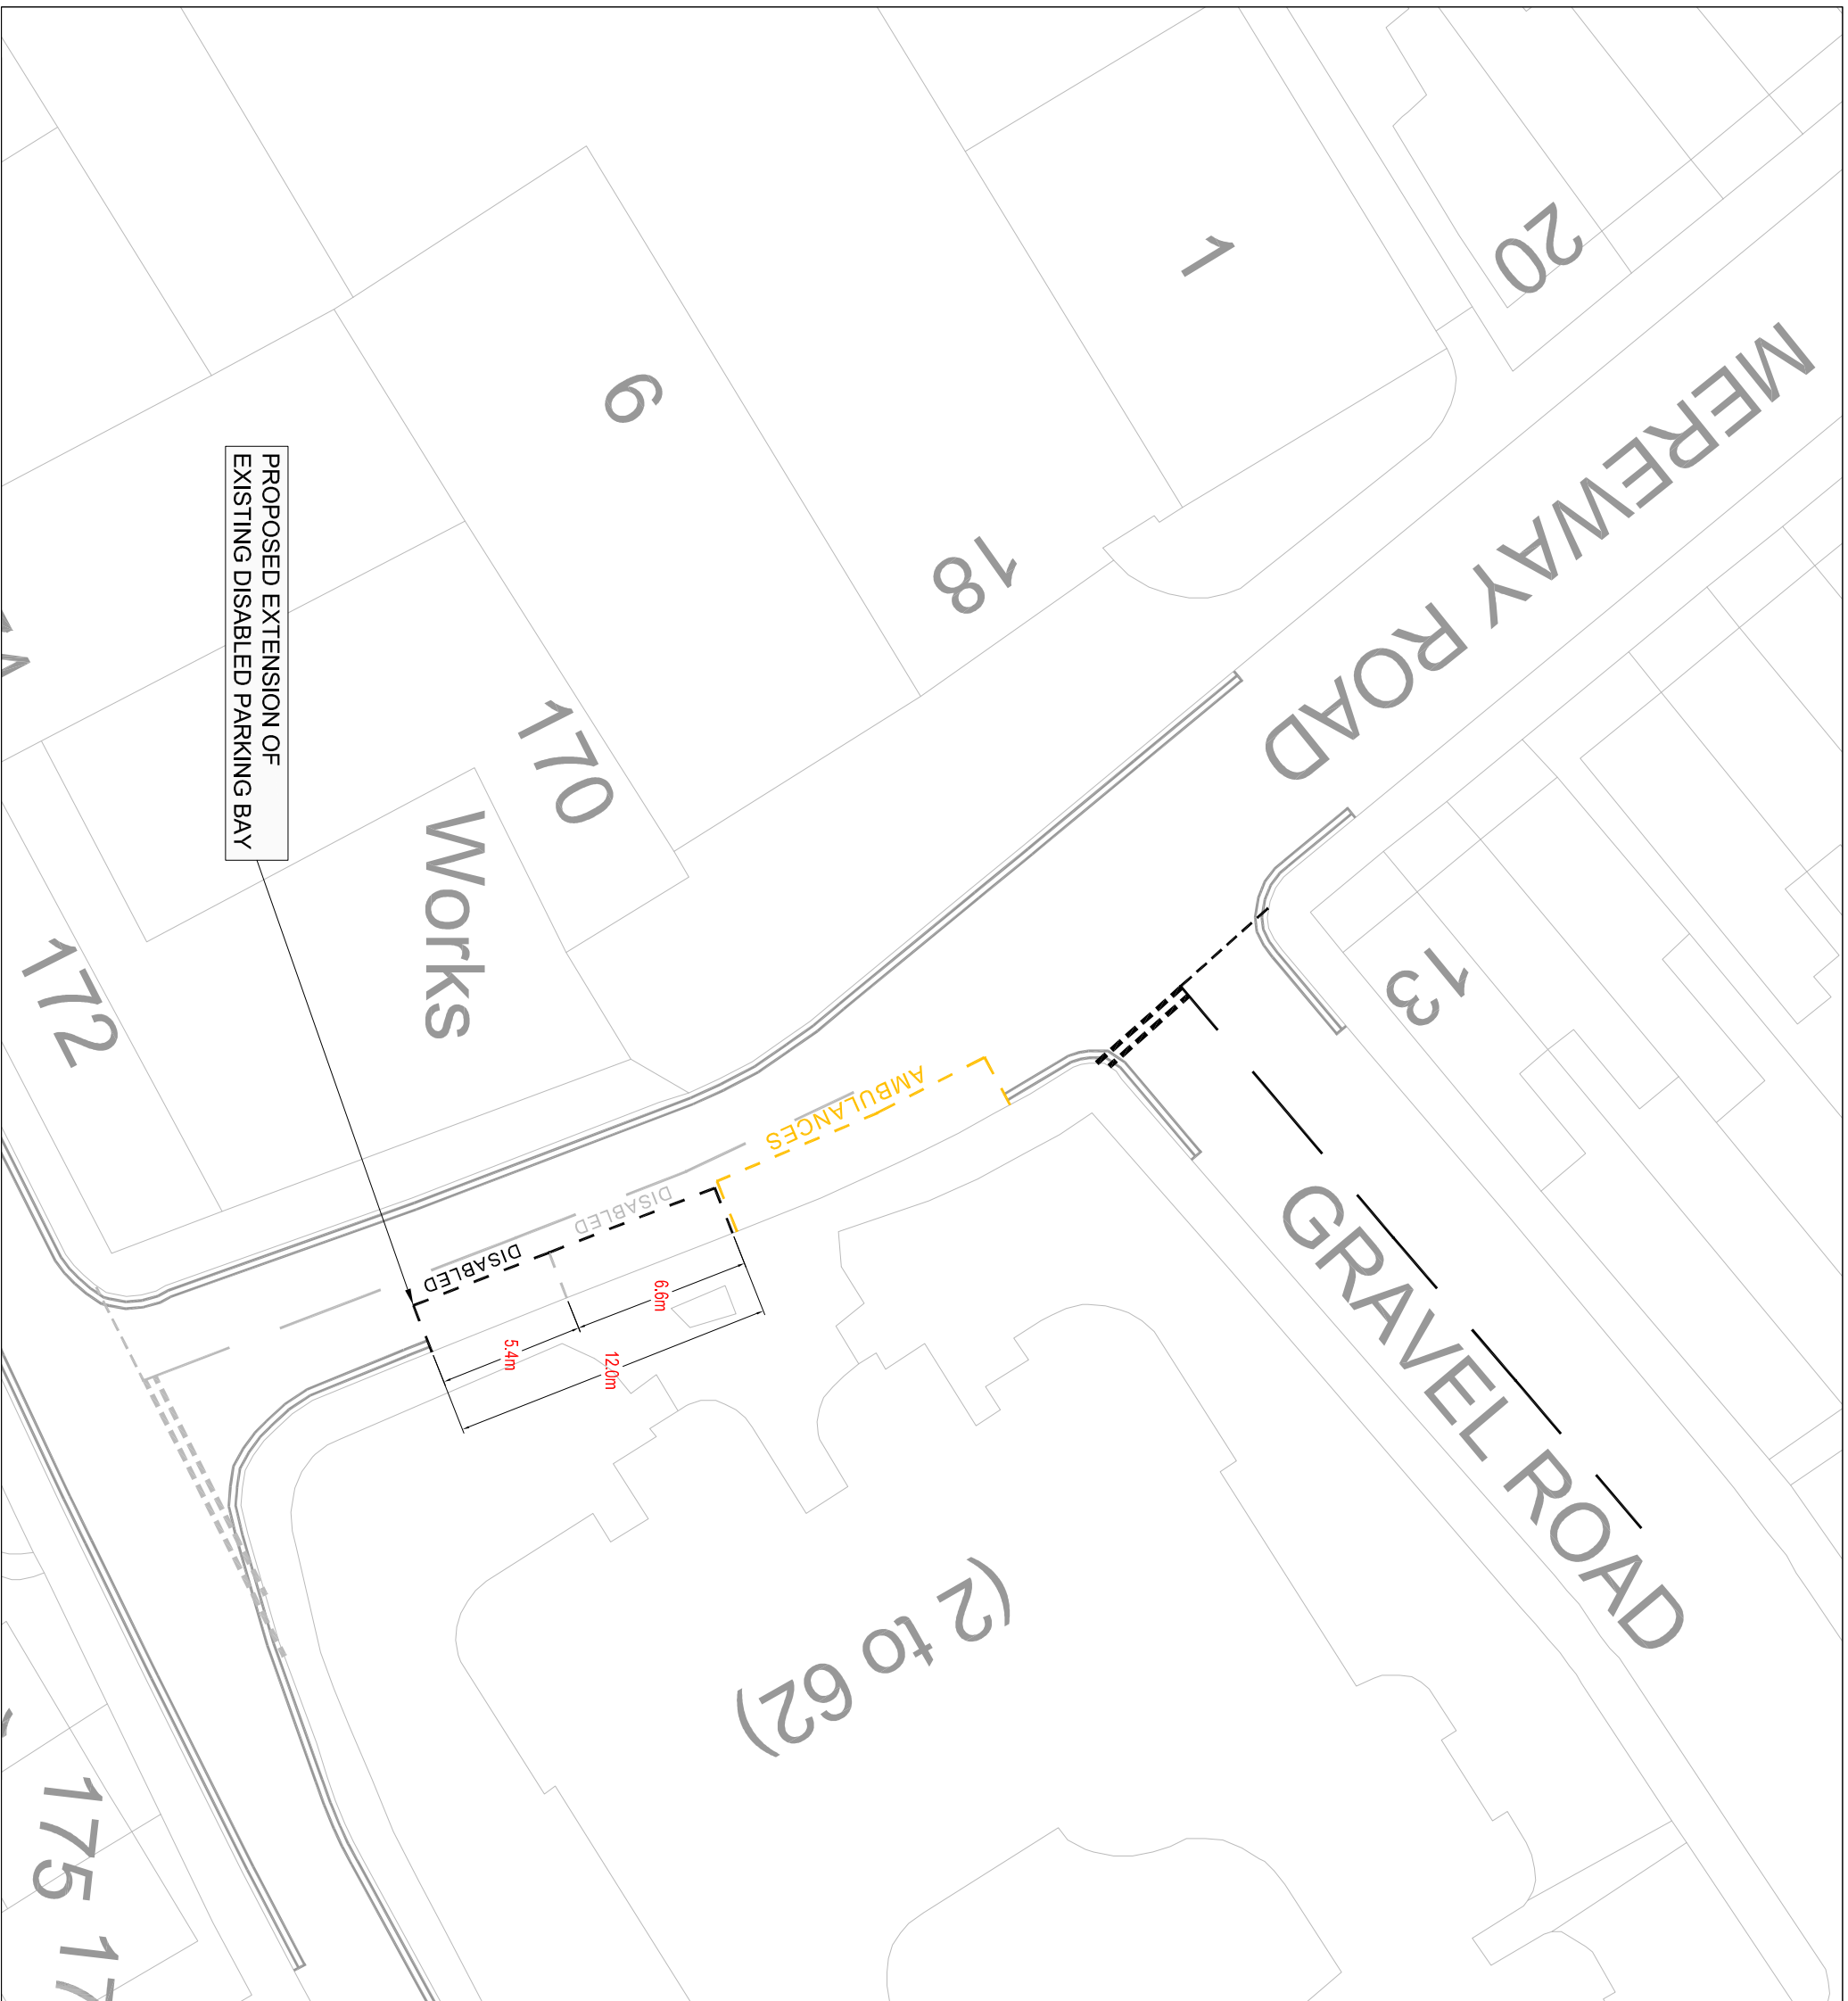 20
1
MEREWAY ROAD
6
18
PROPOSED EXTENSION OF
EXISTING DISABLED PARKING BAY
170
Works
13
172
AMBULANCES
DISABLED
DISABLED
GRAVEL ROAD
6.6m
5.4m
12.0m
(2 to 62)
175